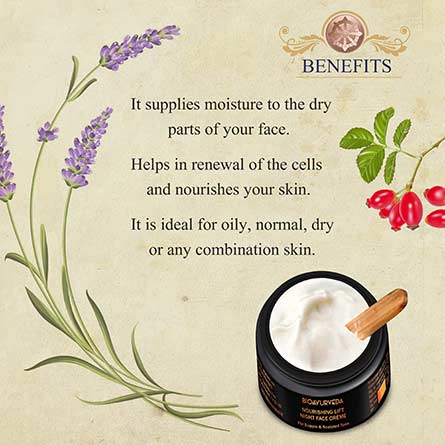 BENEFITS
It supplies moisture to the dry
parts of your face.
Helps in renewal of the cells
and nourishes your skin.
It is ideal for oily, normal, dry
or any combination skin.
BIOAYURVEDA
NOURISHING LIFT
NIGHT FACE CREME